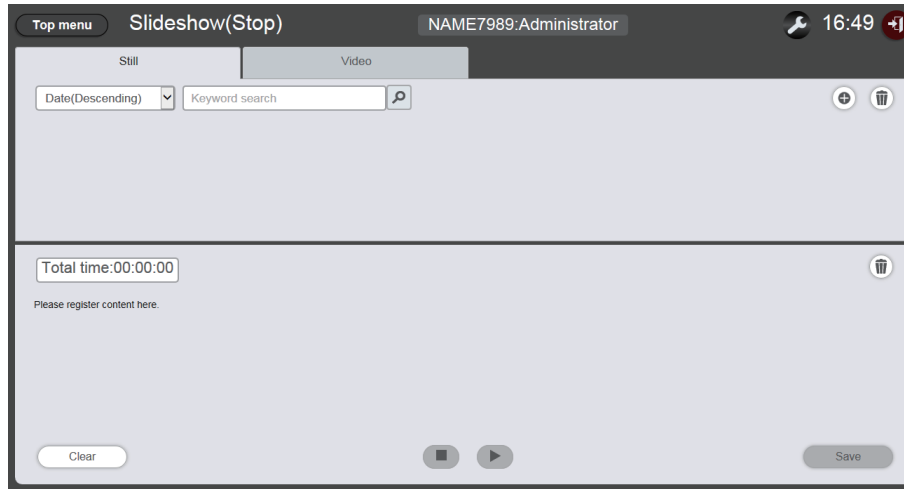 Top menu Slideshow(Stop) NAME7989:Administrator 16:49
Still Video
Date(Descending) Keyword search
Total time:00:00:00
Please register content here.
Clear Save